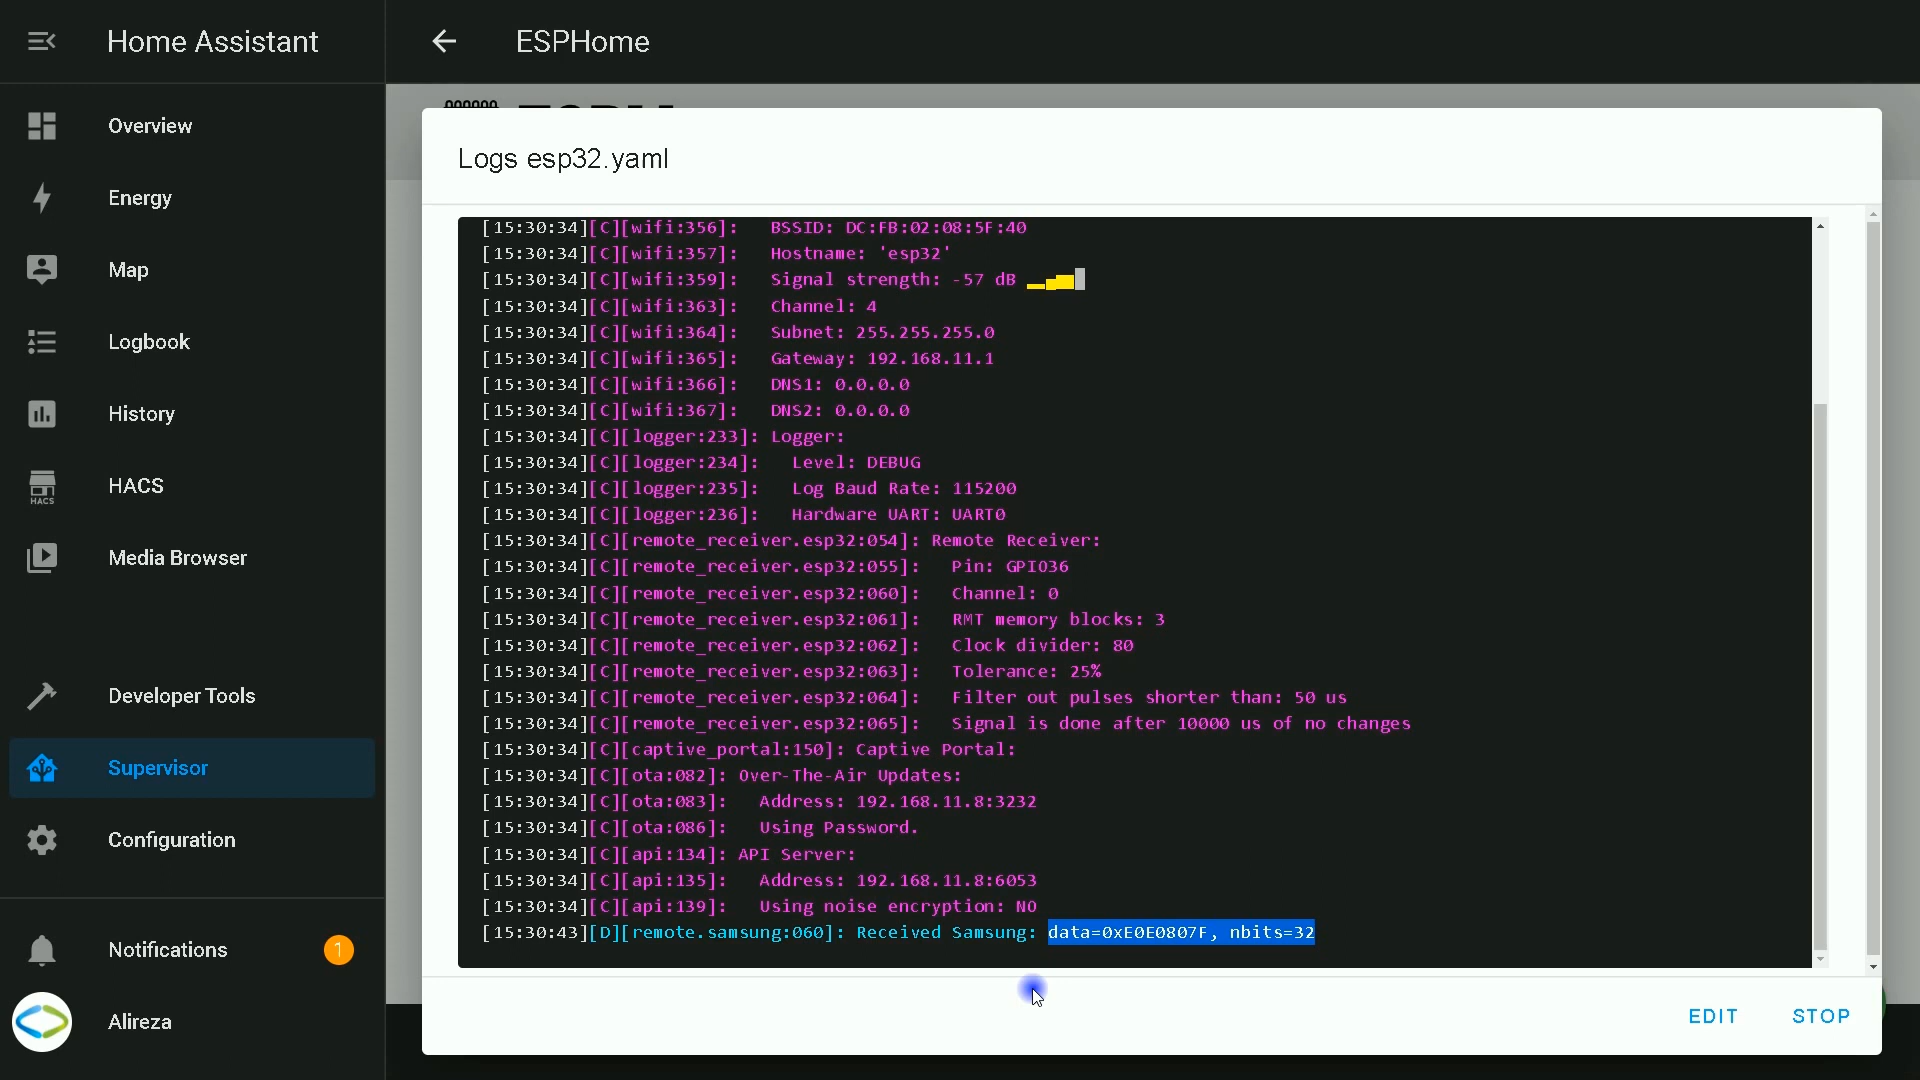 Home Assistant
ESPHome
Overview
Energy
Map
Logbook
History
HACS
HACS
Media Browser
Developer Tools
Supervisor
Configuration
Notifications
1
Alireza
Logs esp32.yaml
[15:30:34][C][wifi:356]:   BSSID: DC:FB:02:08:5F:40
[15:30:34][C][wifi:357]:   Hostname: 'esp32'
[15:30:34][C][wifi:359]:   Signal strength: -57 dB
[15:30:34][C][wifi:363]:   Channel: 4
[15:30:34][C][wifi:364]:   Subnet: 255.255.255.0
[15:30:34][C][wifi:365]:   Gateway: 192.168.11.1
[15:30:34][C][wifi:366]:   DNS1: 0.0.0.0
[15:30:34][C][wifi:367]:   DNS2: 0.0.0.0
[15:30:34][C][logger:233]: Logger:
[15:30:34][C][logger:234]:   Level: DEBUG
[15:30:34][C][logger:235]:   Log Baud Rate: 115200
[15:30:34][C][logger:236]:   Hardware UART: UART0
[15:30:34][C][remote_receiver.esp32:054]: Remote Receiver:
[15:30:34][C][remote_receiver.esp32:055]:   Pin: GPIO36
[15:30:34][C][remote_receiver.esp32:060]:   Channel: 0
[15:30:34][C][remote_receiver.esp32:061]:   RMT memory blocks: 3
[15:30:34][C][remote_receiver.esp32:062]:   Clock divider: 80
[15:30:34][C][remote_receiver.esp32:063]:   Tolerance: 25%
[15:30:34][C][remote_receiver.esp32:064]:   Filter out pulses shorter than: 50 us
[15:30:34][C][remote_receiver.esp32:065]:   Signal is done after 10000 us of no changes
[15:30:34][C][captive_portal:150]: Captive Portal:
[15:30:34][C][ota:082]: Over-The-Air Updates:
[15:30:34][C][ota:083]:   Address: 192.168.11.8:3232
[15:30:34][C][ota:086]:   Using Password.
[15:30:34][C][api:134]: API Server:
[15:30:34][C][api:135]:   Address: 192.168.11.8:6053
[15:30:34][C][api:139]:   Using noise encryption: NO
[15:30:43][D][remote.samsung:060]: Received Samsung: data=0xE0E0807F, nbits=32
EDIT
STOP